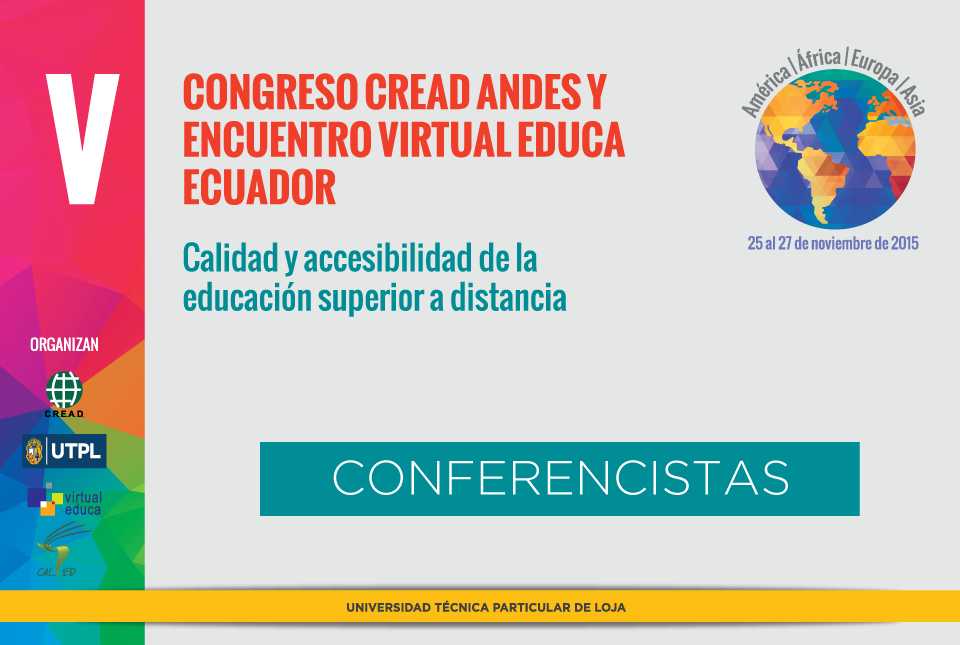 V
CONGRESO CREAD ANDES Y
ENCUENTRO VIRTUAL EDUCA
ECUADOR
Calidad y accesibilidad de la
educación superior a distancia
América | África | Europa | Asia
25 al 27 de noviembre de 2015
ORGANIZAN
C.R.E.A.D.
UTPL
virtual
educa
CALED
CONFERENCISTAS
UNIVERSIDAD TÉCNICA PARTICULAR DE LOJA